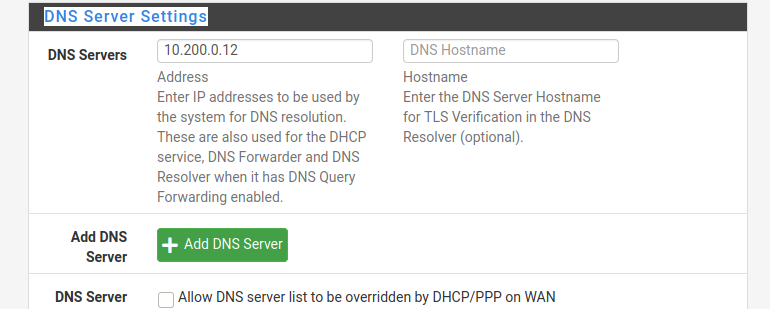 DNS Server Settings
DNS Servers
10.200.0.12
DNS Hostname
Address
Enter IP addresses to be used by
the system for DNS resolution.
These are also used for the DHCP
service, DNS Forwarder and DNS
Resolver when it has DNS Query
Forwarding enabled.
Hostname
Enter the DNS Server Hostname
for TLS Verification in the DNS
Resolver (optional).
Add DNS
Server
Add DNS Server
DNS Server
Allow DNS server list to be overridden by DHCP/PPP on WAN